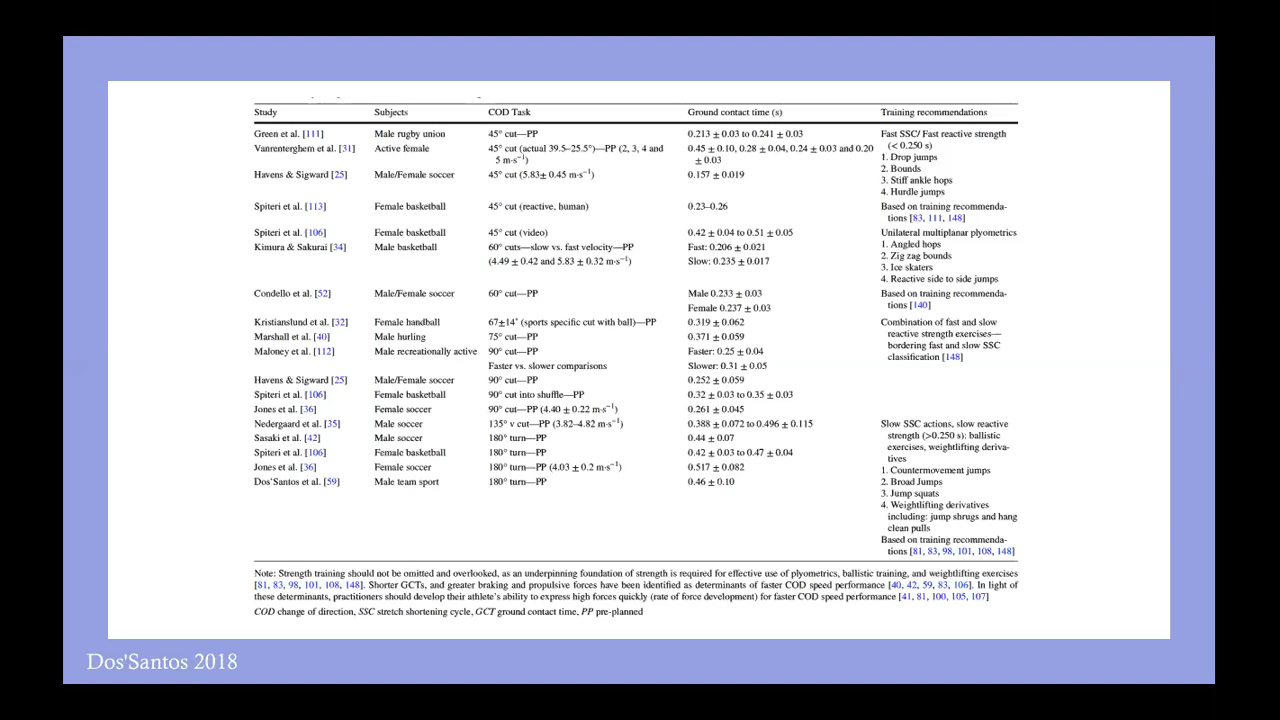 Study Subjects COD Task Ground contact time (s) Training recommendations
Green et al. [111] Male rugby union 45° cut—PP 0.213 ± 0.03 to 0.241 ± 0.03 Fast SSC/ Fast reactive strength
(< 0.250 s)
Vanrenterghem et al. [31] Active female 45° cut (actual 39.5–25.5°)—PP (2, 3, 4 and 0.45 ± 0.10, 0.28 ± 0.04, 0.24 ± 0.03 and 0.20
5 m·s⁻¹) ± 0.03
1. Drop jumps
2. Bounds
Havens & Sigward [25] Male/Female soccer 45° cut (5.83± 0.45 m·s⁻¹) 0.157 ± 0.019
3. Stiff ankle hops
4. Hurdle jumps
Spiteri et al. [113] Female basketball 45° cut (reactive, human) 0.23–0.26 Based on training recommenda-
tions [83, 111, 148]
Spiteri et al. [106] Female basketball 45° cut (video) 0.42 ± 0.04 to 0.51 ± 0.05 Unilateral multiplanar plyometrics
Kimura & Sakurai [34] Male basketball 60° cuts—slow vs. fast velocity—PP Fast: 0.206 ± 0.021 1. Angled hops
2. Zig zag bounds
(4.49 ± 0.42 and 5.83 ± 0.32 m·s⁻¹) Slow: 0.235 ± 0.017
3. Ice skaters
4. Reactive side to side jumps
Condello et al. [52] Male/Female soccer 60° cut—PP Male 0.233 ± 0.03 Based on training recommenda-
tions [140]
Female 0.237 ± 0.03
Kristianslund et al. [32] Female handball 67±14° (sports specific cut with ball)—PP 0.319 ± 0.062 Combination of fast and slow
reactive strength exercises—
Marshall et al. [40] Male hurling 75° cut—PP 0.371 ± 0.059
bordering fast and slow SSC
Maloney et al. [112] Male recreationally active 90° cut—PP Faster: 0.25 ± 0.04
classification [148]
Faster vs. slower comparisons Slower: 0.31 ± 0.05
Havens & Sigward [25] Male/Female soccer 90° cut—PP 0.252 ± 0.059
Spiteri et al. [106] Female basketball 90° cut into shuffle—PP 0.32 ± 0.03 to 0.35 ± 0.03
Jones et al. [36] Female soccer 90° cut—PP (4.40 ± 0.22 m·s⁻¹) 0.261 ± 0.045
Nedergaard et al. [35] Male soccer 135° v cut—PP (3.82–4.82 m·s⁻¹) 0.388 ± 0.072 to 0.496 ± 0.115 Slow SSC actions, slow reactive
strength (>0.250 s): ballistic
Sasaki et al. [42] Male soccer 180° turn—PP 0.44 ± 0.07
exercises, weightlifting deriva-
Spiteri et al. [106] Female basketball 180° turn—PP 0.42 ± 0.03 to 0.47 ± 0.04
tives
Jones et al. [36] Female soccer 180° turn—PP (4.03 ± 0.2 m·s⁻¹) 0.517 ± 0.082 1. Countermovement jumps
Dos'Santos et al. [59] Male team sport 180° turn—PP 0.46 ± 0.10 2. Broad Jumps
3. Jump squats
4. Weightlifting derivatives
including: jump shrugs and hang
clean pulls
Based on training recommenda-
tions [81, 83, 98, 101, 108, 148]
Note: Strength training should not be omitted and overlooked, as an underpinning foundation of strength is required for effective use of plyometrics, ballistic training, and weightlifting exercises
[81, 83, 98, 101, 108, 148]. Shorter GCTs, and greater braking and propulsive forces have been identified as determinants of faster COD speed performance [40, 42, 59, 83, 106]. In light of
these determinants, practitioners should develop their athlete's ability to express high forces quickly (rate of force development) for faster COD speed performance [41, 81, 100, 105, 107]
COD change of direction, SSC stretch shortening cycle, GCT ground contact time, PP pre-planned
Dos'Santos 2018